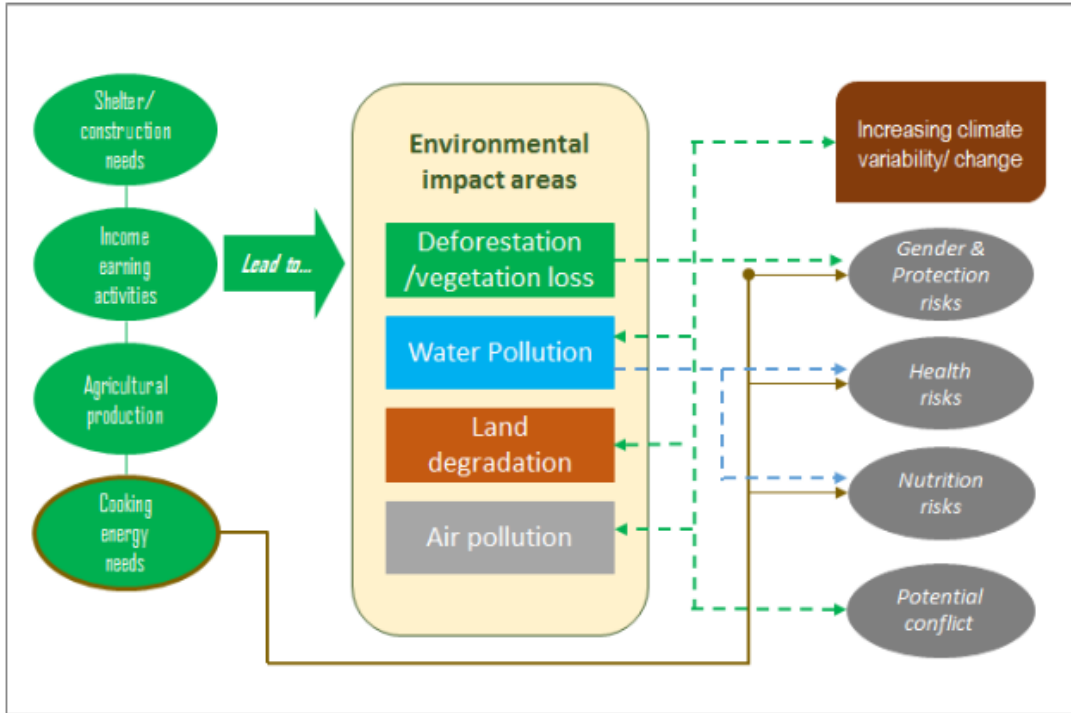 Shelter/
construction
needs
Income
earning
activities
Agricultural
production
Cooking
energy
needs
Lead to...
Environmental
impact areas
Deforestation
/vegetation loss
Water Pollution
Land
degradation
Air pollution
Increasing climate
variability/ change
Gender &
Protection
risks
Health
risks
Nutrition
risks
Potential
conflict